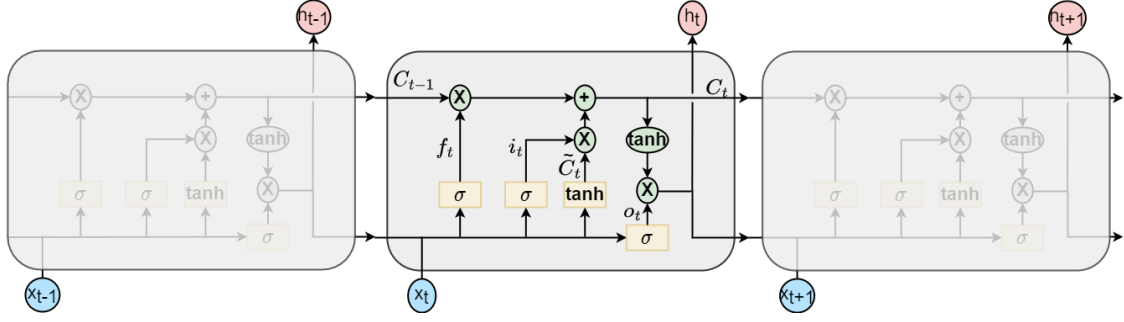 h_{t-1} h_t h_{t+1}
C_{t-1} C_t
X + X + X +
X tanh X tanh X tanh
f_t i_t \tilde{C}_t
X X X
σ σ tanh σ σ tanh σ σ tanh
o_t
σ σ σ
x_{t-1} x_t x_{t+1}